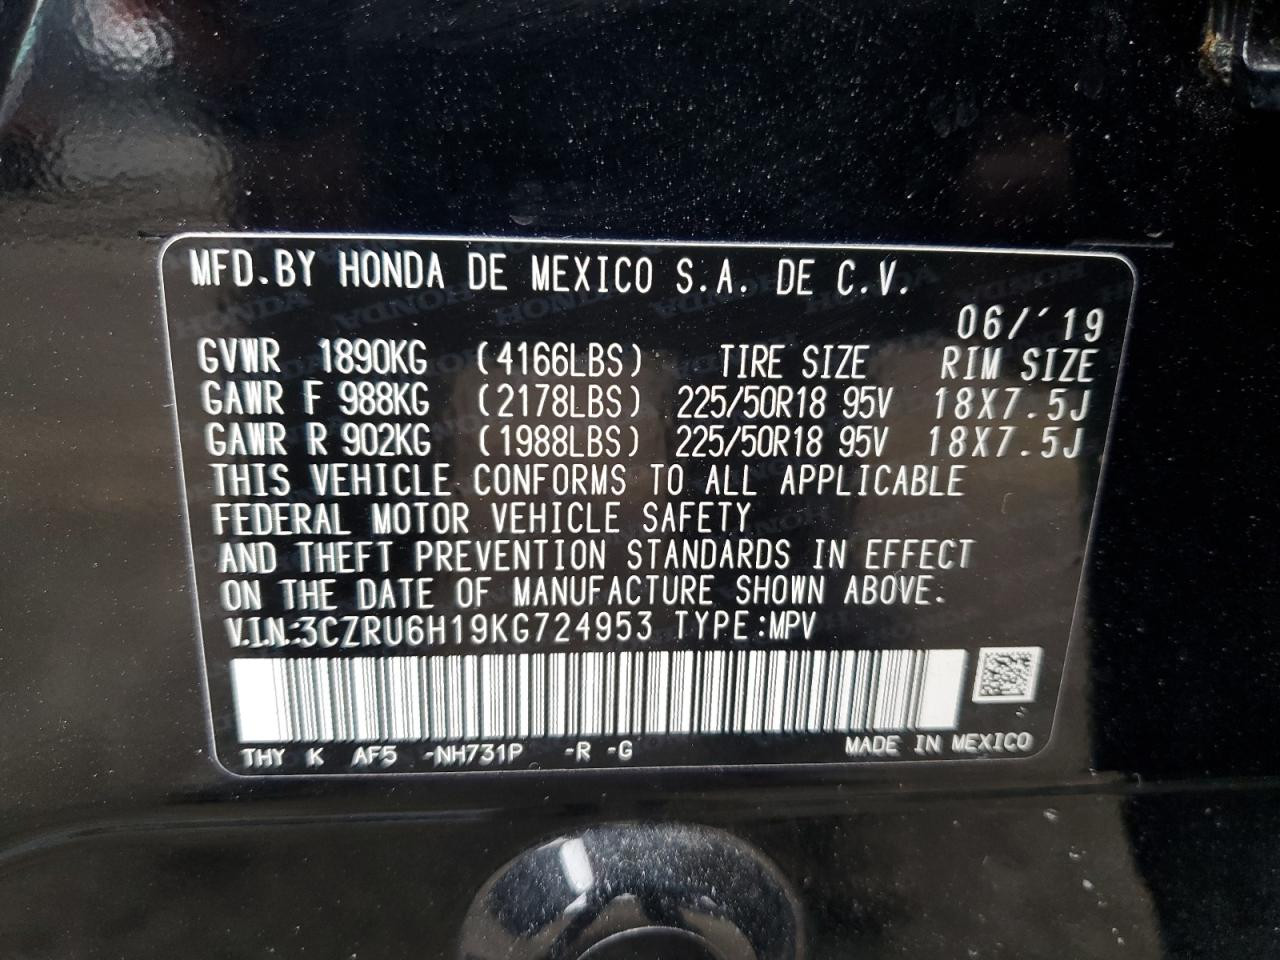 MFD.BY HONDA DE MEXICO S.A. DE C.V.
06/´19
GVWR 1890KG (4166LBS) TIRE SIZE RIM SIZE
GAWR F 988KG (2178LBS) 225/50R18 95V 18X7.5J
GAWR R 902KG (1988LBS) 225/50R18 95V 18X7.5J
THIS VEHICLE CONFORMS TO ALL APPLICABLE
FEDERAL MOTOR VEHICLE SAFETY
AND THEFT PREVENTION STANDARDS IN EFFECT
ON THE DATE OF MANUFACTURE SHOWN ABOVE.
V.I.N.:3CZRU6H19KG724953 TYPE:MPV
THY K AF5 -NH731P -R -G MADE IN MEXICO